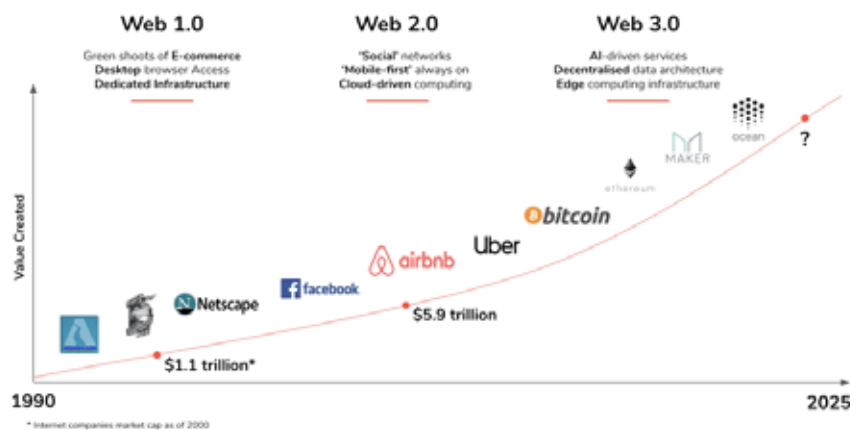 Web 1.0
Green shoots of E-commerce
Desktop browser Access
Dedicated Infrastructure
Web 2.0
'Social' networks
'Mobile-first' always on
Cloud-driven computing
Web 3.0
AI-driven services
Decentralised data architecture
Edge computing infrastructure
Value Created
Netscape
facebook
airbnb
Uber
bitcoin
ethereum
MAKER
ocean
?
$1.1 trillion*
$5.9 trillion
1990
2025
* Internet companies market cap as of 2000